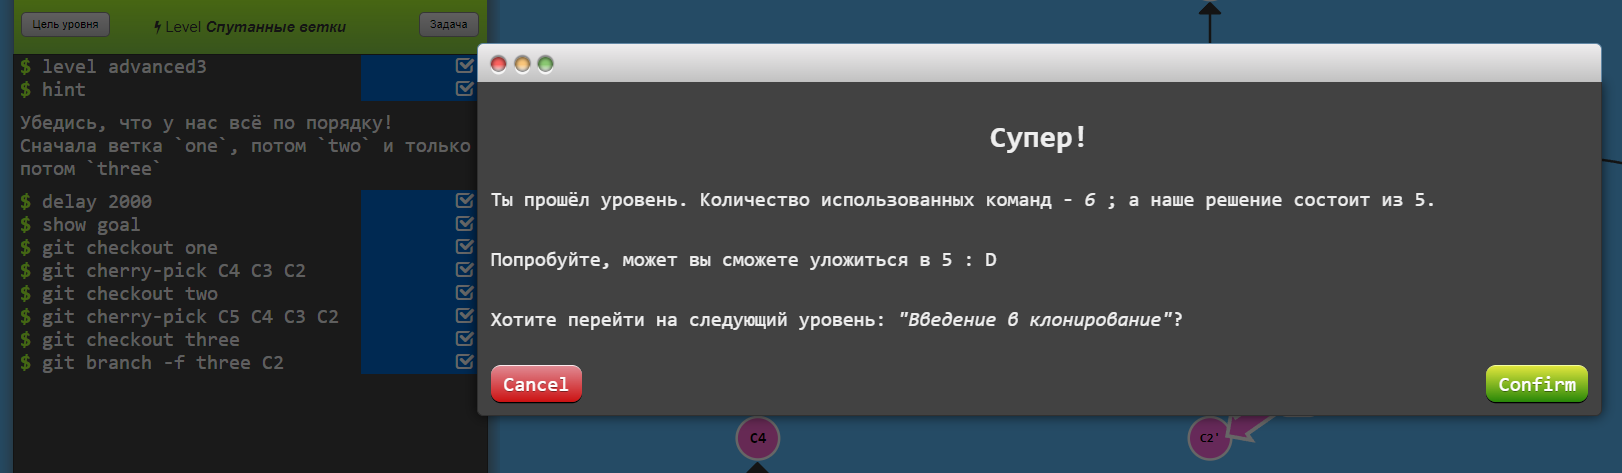 Цель уровня
Level Спутанные ветки
Задача
$ level advanced3
$ hint
Убедись, что у нас всё по порядку!
Сначала ветка `one`, потом `two` и только
потом `three`
$ delay 2000
$ show goal
$ git checkout one
$ git cherry-pick C4 C3 C2
$ git checkout two
$ git cherry-pick C5 C4 C3 C2
$ git checkout three
$ git branch -f three C2
Супер!
Ты прошёл уровень. Количество использованных команд - 6 ; а наше решение состоит из 5.
Попробуйте, может вы сможете уложиться в 5 : D
Хотите перейти на следующий уровень: "Введение в клонирование"?
Cancel
Confirm
C4
C2'